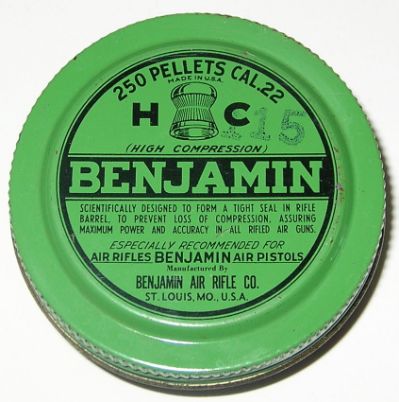 250 PELLETS CAL .22
MADE IN U.S.A.
H C
15
(HIGH COMPRESSION)
BENJAMIN
SCIENTIFICALLY DESIGNED TO FORM A TIGHT SEAL IN RIFLE
BARREL, TO PREVENT LOSS OF COMPRESSION, ASSURING
MAXIMUM POWER AND ACCURACY IN ALL RIFLED AIR GUNS.
ESPECIALLY RECOMMENDED FOR
AIR RIFLES BENJAMIN AIR PISTOLS
Manufactured By
BENJAMIN AIR RIFLE CO.
ST. LOUIS, MO., U.S.A.